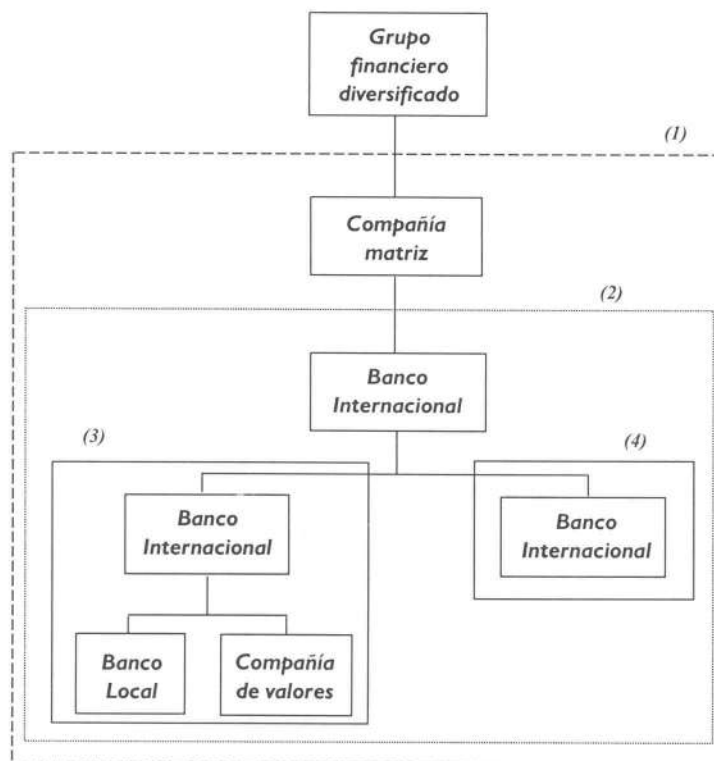 Grupo
financiero
diversificado
(1)
Compañía
matriz
(2)
Banco
Internacional
(3)
(4)
Banco
Internacional
Banco
Internacional
Banco
Local
Compañía
de valores